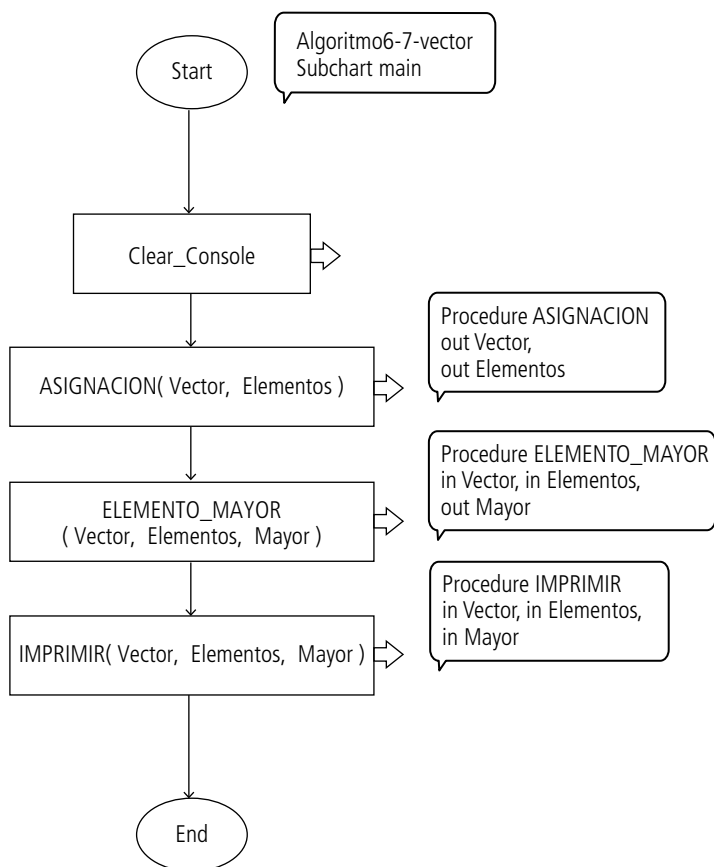 Start
Algoritmo6-7-vector
Subchart main
Clear_Console
ASIGNACION( Vector, Elementos )
Procedure ASIGNACION
out Vector,
out Elementos
ELEMENTO_MAYOR
( Vector, Elementos, Mayor )
Procedure ELEMENTO_MAYOR
in Vector, in Elementos,
out Mayor
IMPRIMIR( Vector, Elementos, Mayor )
Procedure IMPRIMIR
in Vector, in Elementos,
in Mayor
End